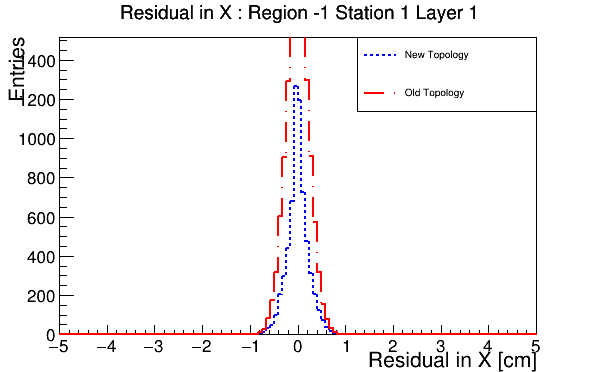 Residual in X : Region -1 Station 1 Layer 1
Entries
1400
1200
1000
800
600
400
200
0
New Topology
Old Topology
−5 −4 −3 −2 −1 0 1 2 3 4 5
Residual in X [cm]